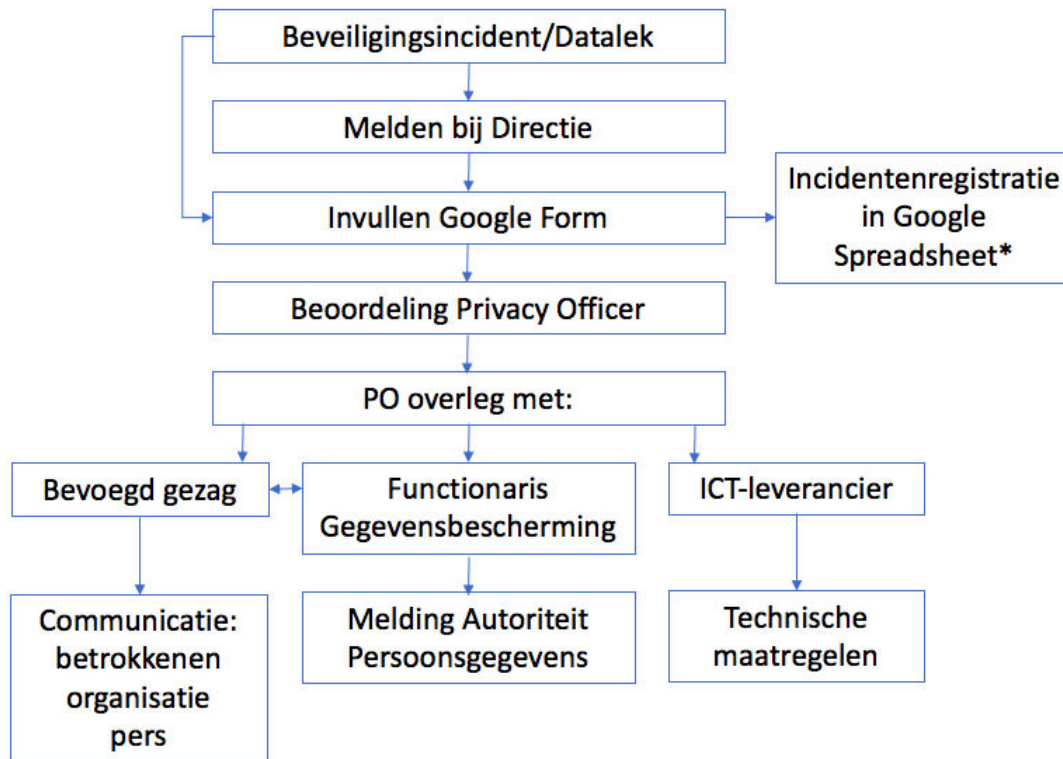 Beveiligingsincident/Datalek
Melden bij Directie
Invullen Google Form
Incidentenregistratie
in Google
Spreadsheet*
Beoordeling Privacy Officer
PO overleg met:
Bevoegd gezag
Functionaris
Gegevensbescherming
ICT-leverancier
Communicatie:
betrokkenen
organisatie
pers
Melding Autoriteit
Persoonsgegevens
Technische
maatregelen